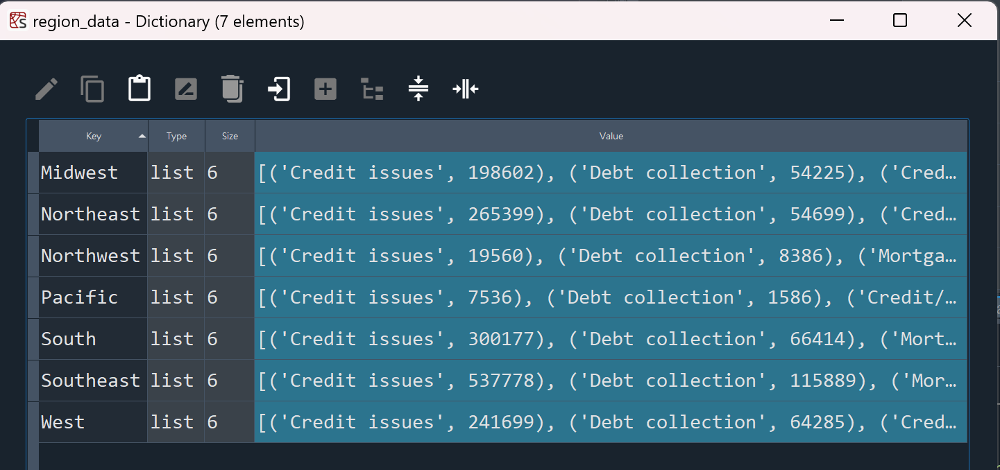 region_data - Dictionary (7 elements)
Key Type Size Value
Midwest list 6 [('Credit issues', 198602), ('Debt collection', 54225), ('Cred…
Northeast list 6 [('Credit issues', 265399), ('Debt collection', 54699), ('Cred…
Northwest list 6 [('Credit issues', 19560), ('Debt collection', 8386), ('Mortga…
Pacific list 6 [('Credit issues', 7536), ('Debt collection', 1586), ('Credit/…
South list 6 [('Credit issues', 300177), ('Debt collection', 66414), ('Mort…
Southeast list 6 [('Credit issues', 537778), ('Debt collection', 115889), ('Mor…
West list 6 [('Credit issues', 241699), ('Debt collection', 64285), ('Cred…